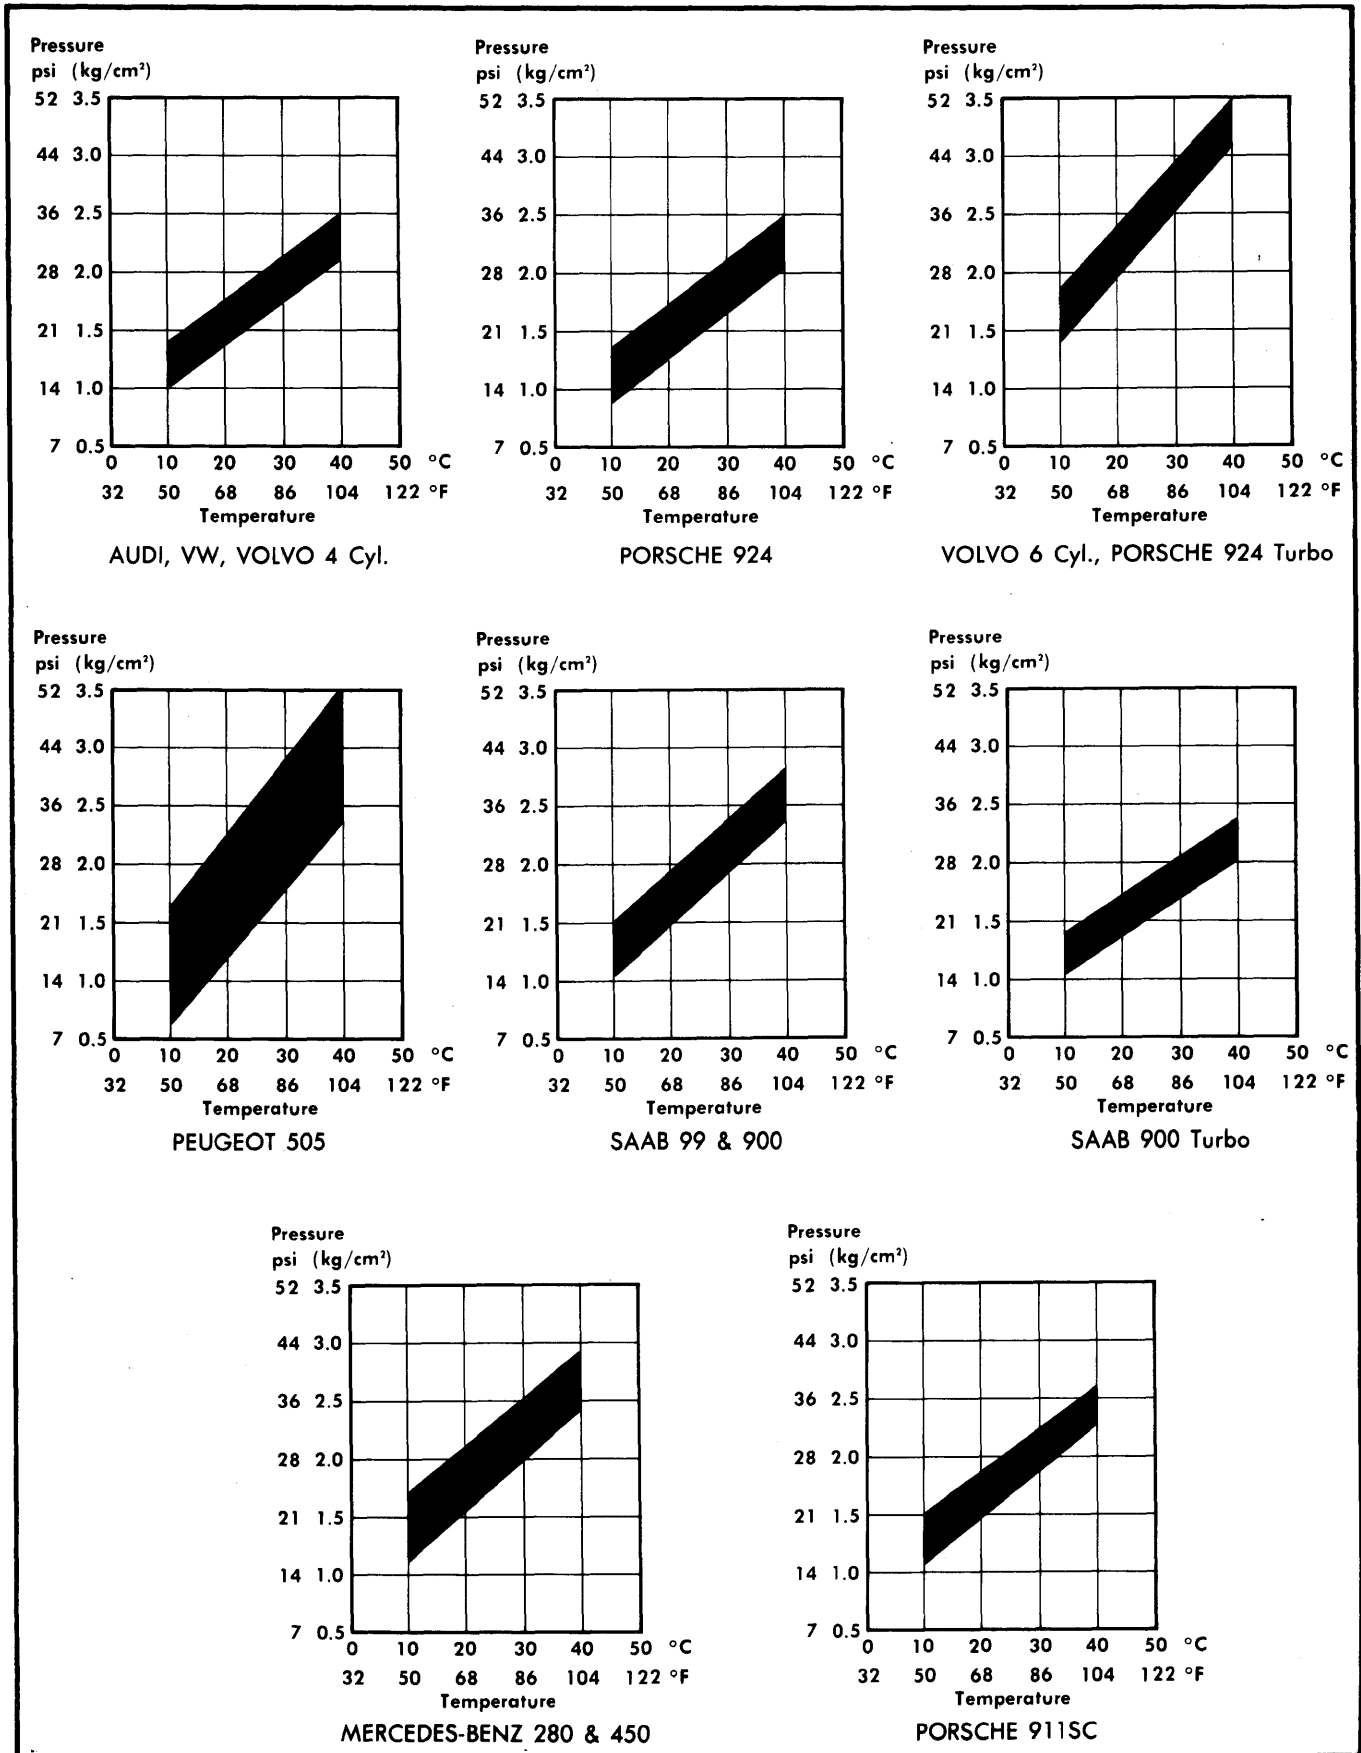 Pressure
psi (kg/cm²)
52 3.5
44 3.0
36 2.5
28 2.0
21 1.5
14 1.0
7 0.5
0 10 20 30 40 50 °C
32 50 68 86 104 122 °F
Temperature
AUDI, VW, VOLVO 4 Cyl.
Pressure
psi (kg/cm²)
52 3.5
44 3.0
36 2.5
28 2.0
21 1.5
14 1.0
7 0.5
0 10 20 30 40 50 °C
32 50 68 86 104 122 °F
Temperature
PORSCHE 924
Pressure
psi (kg/cm²)
52 3.5
44 3.0
36 2.5
28 2.0
21 1.5
14 1.0
7 0.5
0 10 20 30 40 50 °C
32 50 68 86 104 122 °F
Temperature
VOLVO 6 Cyl., PORSCHE 924 Turbo
Pressure
psi (kg/cm²)
52 3.5
44 3.0
36 2.5
28 2.0
21 1.5
14 1.0
7 0.5
0 10 20 30 40 50 °C
32 50 68 86 104 122 °F
Temperature
PEUGEOT 505
Pressure
psi (kg/cm²)
52 3.5
44 3.0
36 2.5
28 2.0
21 1.5
14 1.0
7 0.5
0 10 20 30 40 50 °C
32 50 68 86 104 122 °F
Temperature
SAAB 99 & 900
Pressure
psi (kg/cm²)
52 3.5
44 3.0
36 2.5
28 2.0
21 1.5
14 1.0
7 0.5
0 10 20 30 40 50 °C
32 50 68 86 104 122 °F
Temperature
SAAB 900 Turbo
Pressure
psi (kg/cm²)
52 3.5
44 3.0
36 2.5
28 2.0
21 1.5
14 1.0
7 0.5
0 10 20 30 40 50 °C
32 50 68 86 104 122 °F
Temperature
MERCEDES-BENZ 280 & 450
Pressure
psi (kg/cm²)
52 3.5
44 3.0
36 2.5
28 2.0
21 1.5
14 1.0
7 0.5
0 10 20 30 40 50 °C
32 50 68 86 104 122 °F
Temperature
PORSCHE 911SC